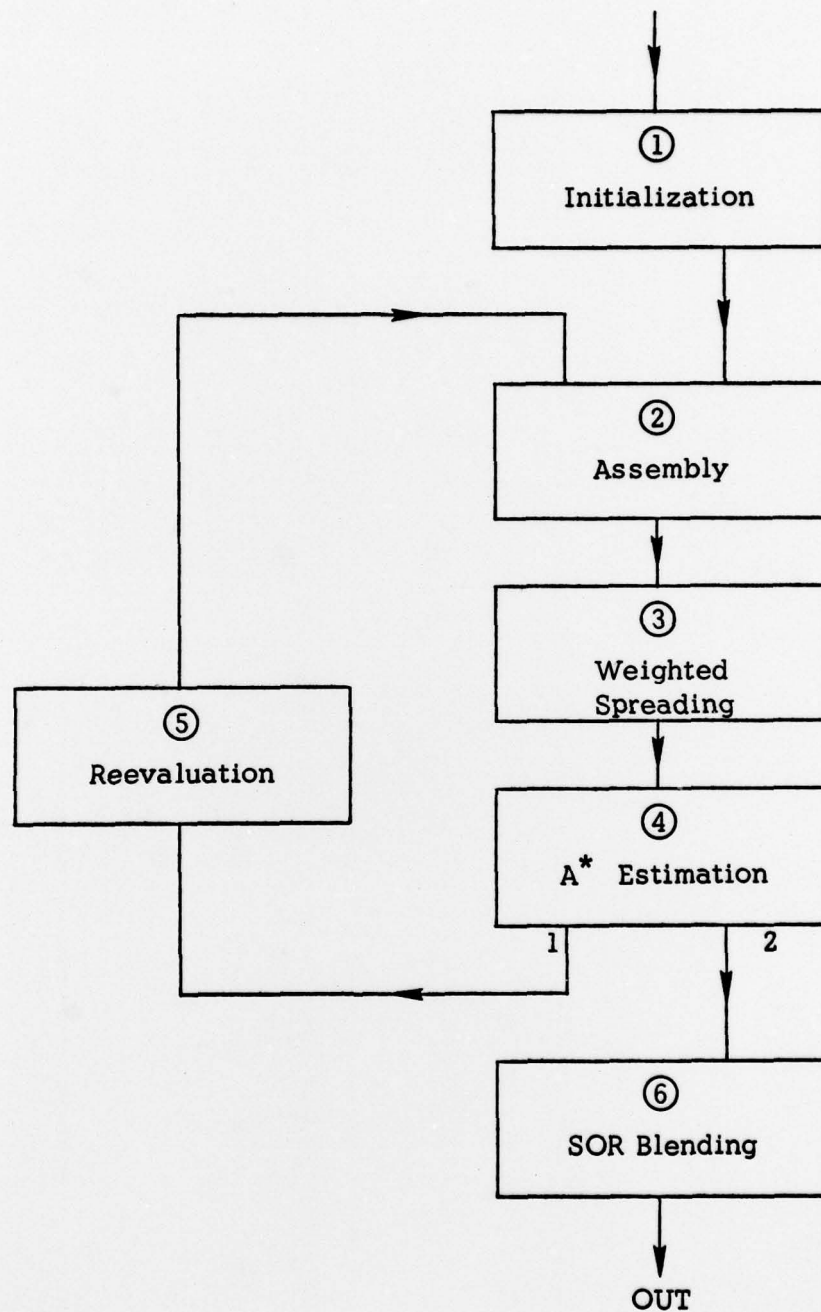 ①
Initialization
②
Assembly
③
Weighted
Spreading
⑤
Reevaluation
④
A* Estimation
1
2
⑥
SOR Blending
OUT